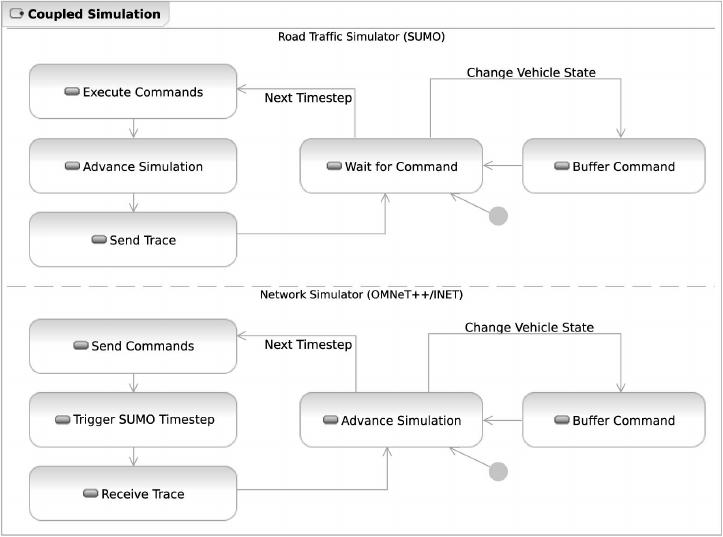 Coupled Simulation
Road Traffic Simulator (SUMO)
Change Vehicle State
Execute Commands
Next Timestep
Advance Simulation
Wait for Command
Buffer Command
Send Trace
Network Simulator (OMNeT++/INET)
Change Vehicle State
Send Commands
Next Timestep
Trigger SUMO Timestep
Advance Simulation
Buffer Command
Receive Trace